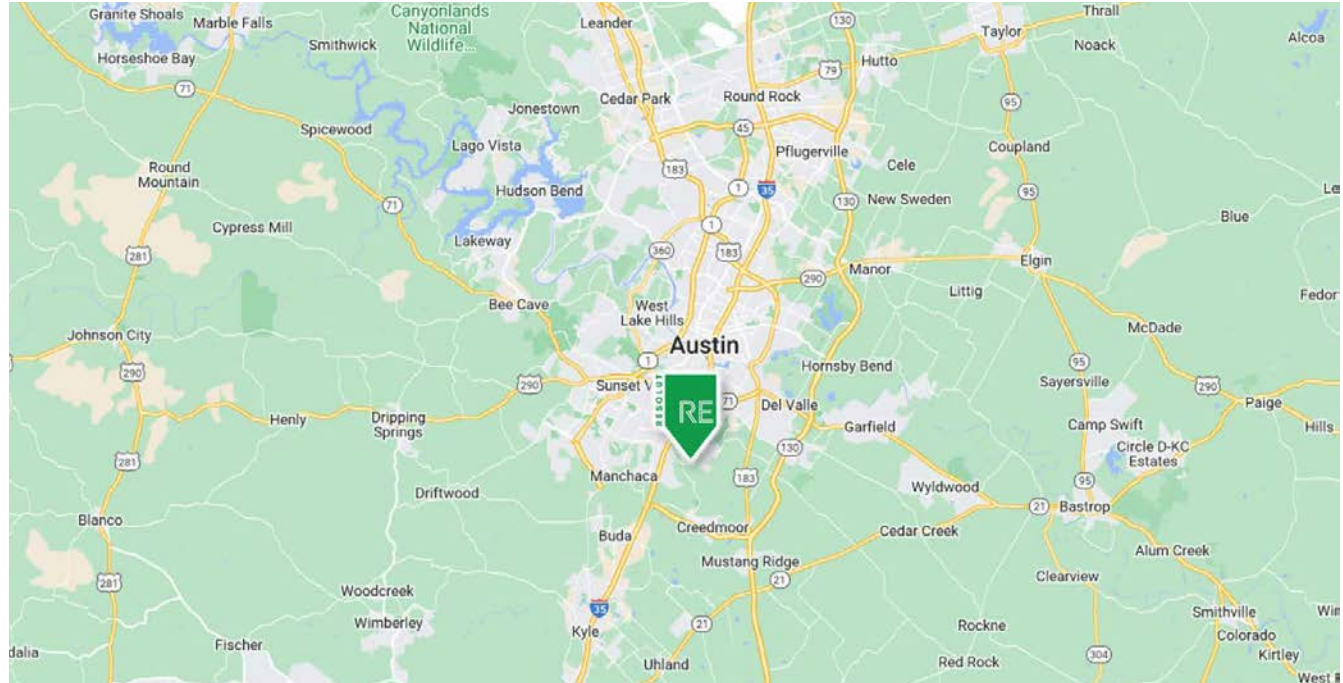 Canyonlands
National
Wildlife...
Granite Shoals
Marble Falls
Leander
130
Thrall
Taylor
Smithwick
Noack
Alcoa
Horseshoe Bay
Hutto
79
71
Cedar Park
Round Rock
95
Jonestown
Spicewood
45
Coupland
Lago Vista
Pflugerville
Round
Mountain
183
Cele
Hudson Bend
1
35
95
130
New Sweden
71
Blue
Cypress Mill
1
Lakeway
360
183
281
Elgin
Manor
290
Littig
Bee Cave
West
Lake Hills
McDade
Johnson City
Austin
1
Hornsby Bend
95
290
Sunset V
Sayersville
290
290
RESOLUT
RE
71
Del Valle
Paige
Henly
Dripping
Springs
Garfield
Camp Swift
Hills
Circle D-KC
Estates
130
281
Manchaca
183
95
Wyldwood
Driftwood
21
Bastrop
Blanco
Creedmoor
Buda
Cedar Creek
Alum Creek
Mustang Ridge
281
21
Clearview
Woodcreek
35
Smithville
Wimberley
21
Kyle
Rockne
Colorado
Fischer
304
Kirtley
Uhland
Red Rock